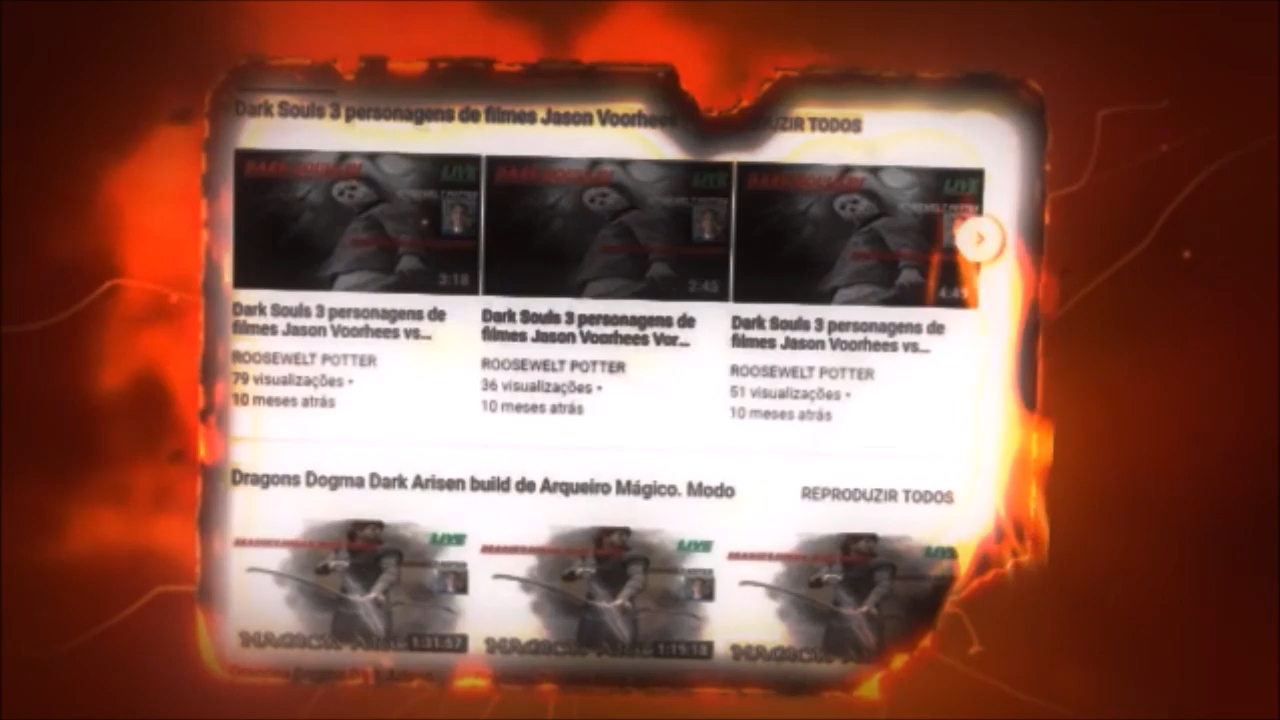 Dark Souls 3 personagens de filmes Jason Voorhees
UZIR TODOS
LIVE
3:18
LIVE
2:45
LIVE
Dark Souls 3 personagens de
filmes Jason Voorhees vs...
ROOSEWELT POTTER
79 visualizações •
10 meses atrás
Dark Souls 3 personagens de
filmes Jason Voorhees Vor...
ROOSEWELT POTTER
36 visualizações •
10 meses atrás
Dark Souls 3 personagens de
filmes Jason Voorhees vs...
ROOSEWELT POTTER
51 visualizações •
10 meses atrás
Dragons Dogma Dark Arisen build de Arqueiro Mágico. Modo
REPRODUZIR TODOS
LIVE
1:31:57
LIVE
1:19:18
LIVE